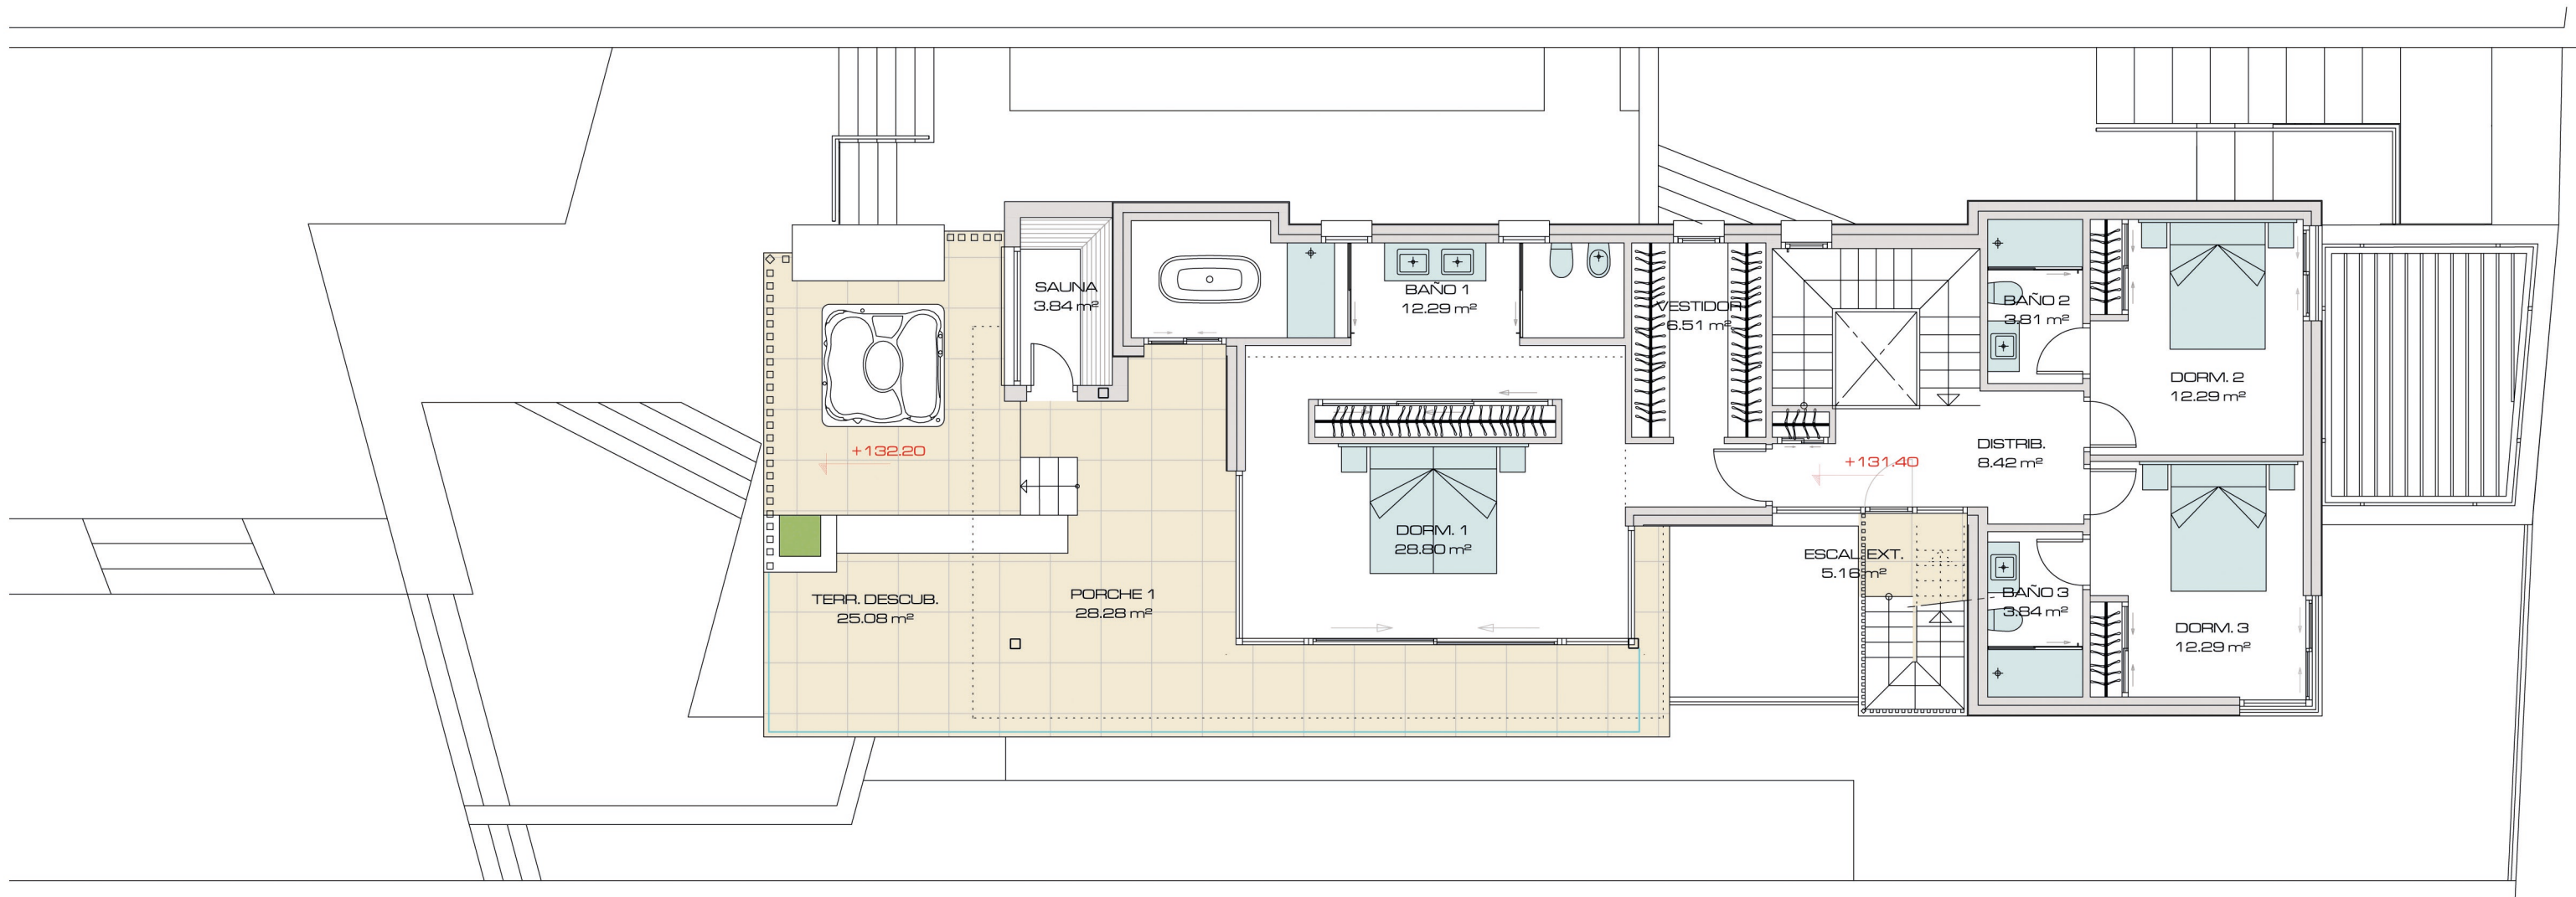 SAUNA
3.84 m²
BAÑO 1
12.29 m²
VESTIDOR
6.51 m²
BAÑO 2
3.81 m²
DORM. 2
12.29 m²
+132.20
+131.40
DISTRIB.
8.42 m²
DORM. 1
28.80 m²
ESCAL.EXT.
5.16 m²
TERR. DESCUB.
25.08 m²
PORCHE 1
28.28 m²
BAÑO 3
3.84 m²
DORM. 3
12.29 m²